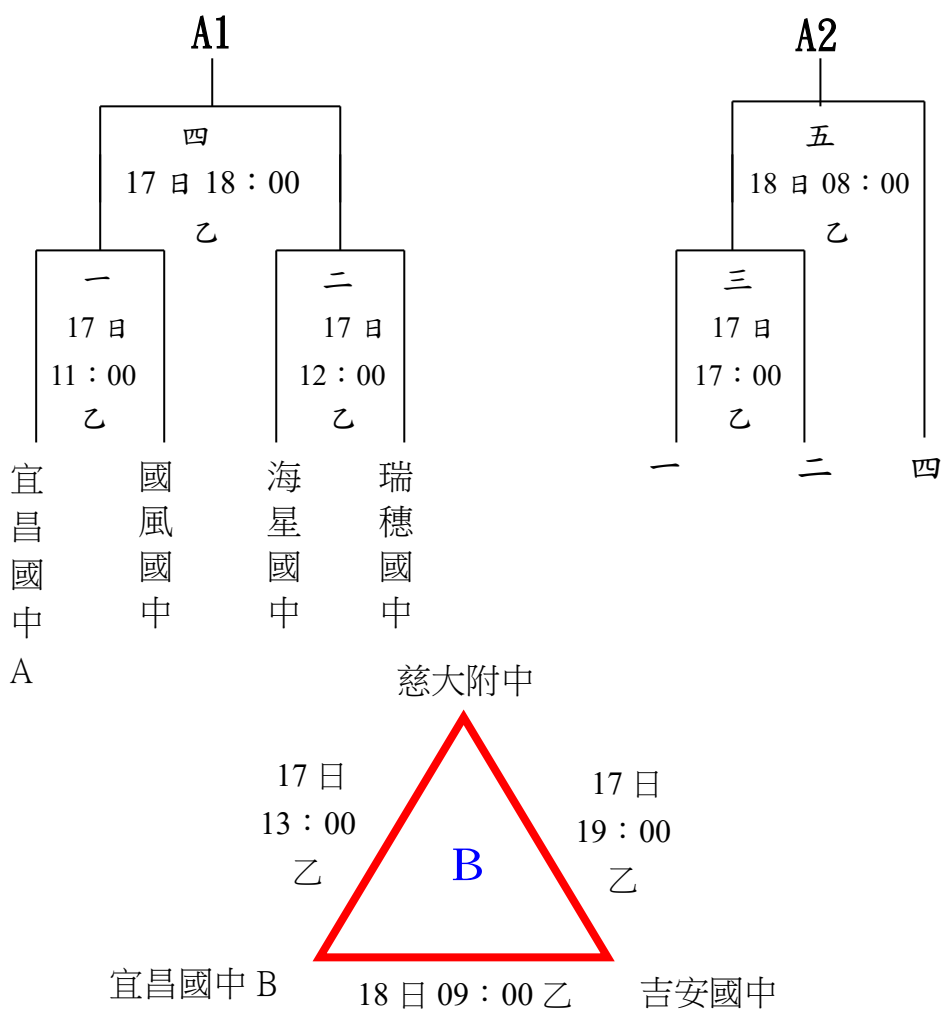 A1
四
17 日 18：00
乙
一
17 日
11：00
乙
二
17 日
12：00
乙
宜昌國中A
國風國中
海星國中
瑞穗國中
A2
五
18 日 08：00
乙
三
17 日
17：00
乙
一
二
四
慈大附中
17 日
13：00
乙
B
17 日
19：00
乙
宜昌國中 B
18 日 09：00 乙
吉安國中